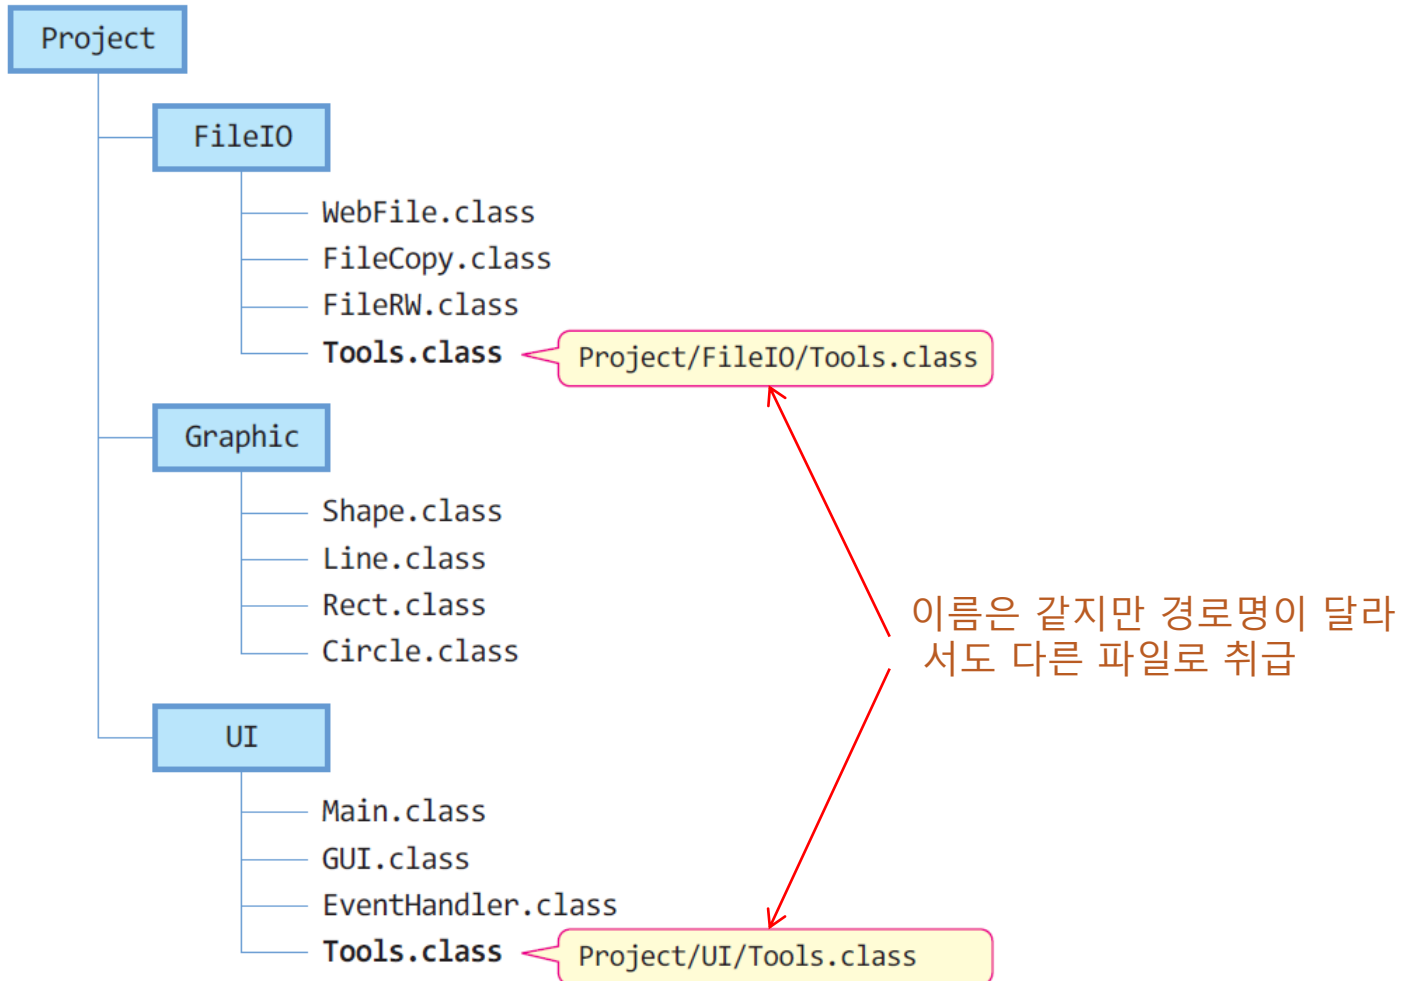 Project
FileIO
WebFile.class
FileCopy.class
FileRW.class
Tools.class
Project/FileIO/Tools.class
Graphic
Shape.class
Line.class
Rect.class
Circle.class
이름은 같지만 경로명이 달라
서도 다른 파일로 취급
UI
Main.class
GUI.class
EventHandler.class
Tools.class
Project/UI/Tools.class